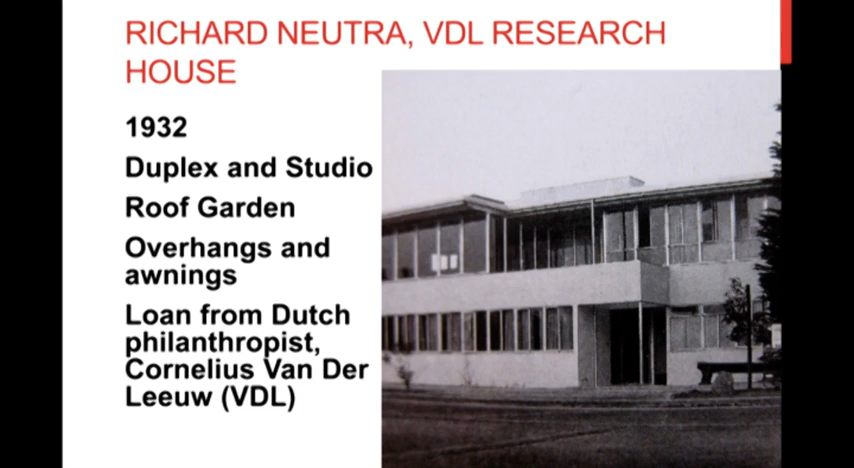 RICHARD NEUTRA, VDL RESEARCH
HOUSE
1932
Duplex and Studio
Roof Garden
Overhangs and
awnings
Loan from Dutch
philanthropist,
Cornelius Van Der
Leeuw (VDL)